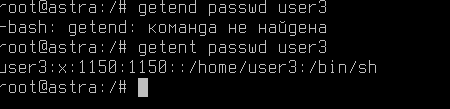 root@astra:/# getend passwd user3
-bash: getend: команда не найдена
root@astra:/# getent passwd user3
user3:x:1150:1150::/home/user3:/bin/sh
root@astra:/#